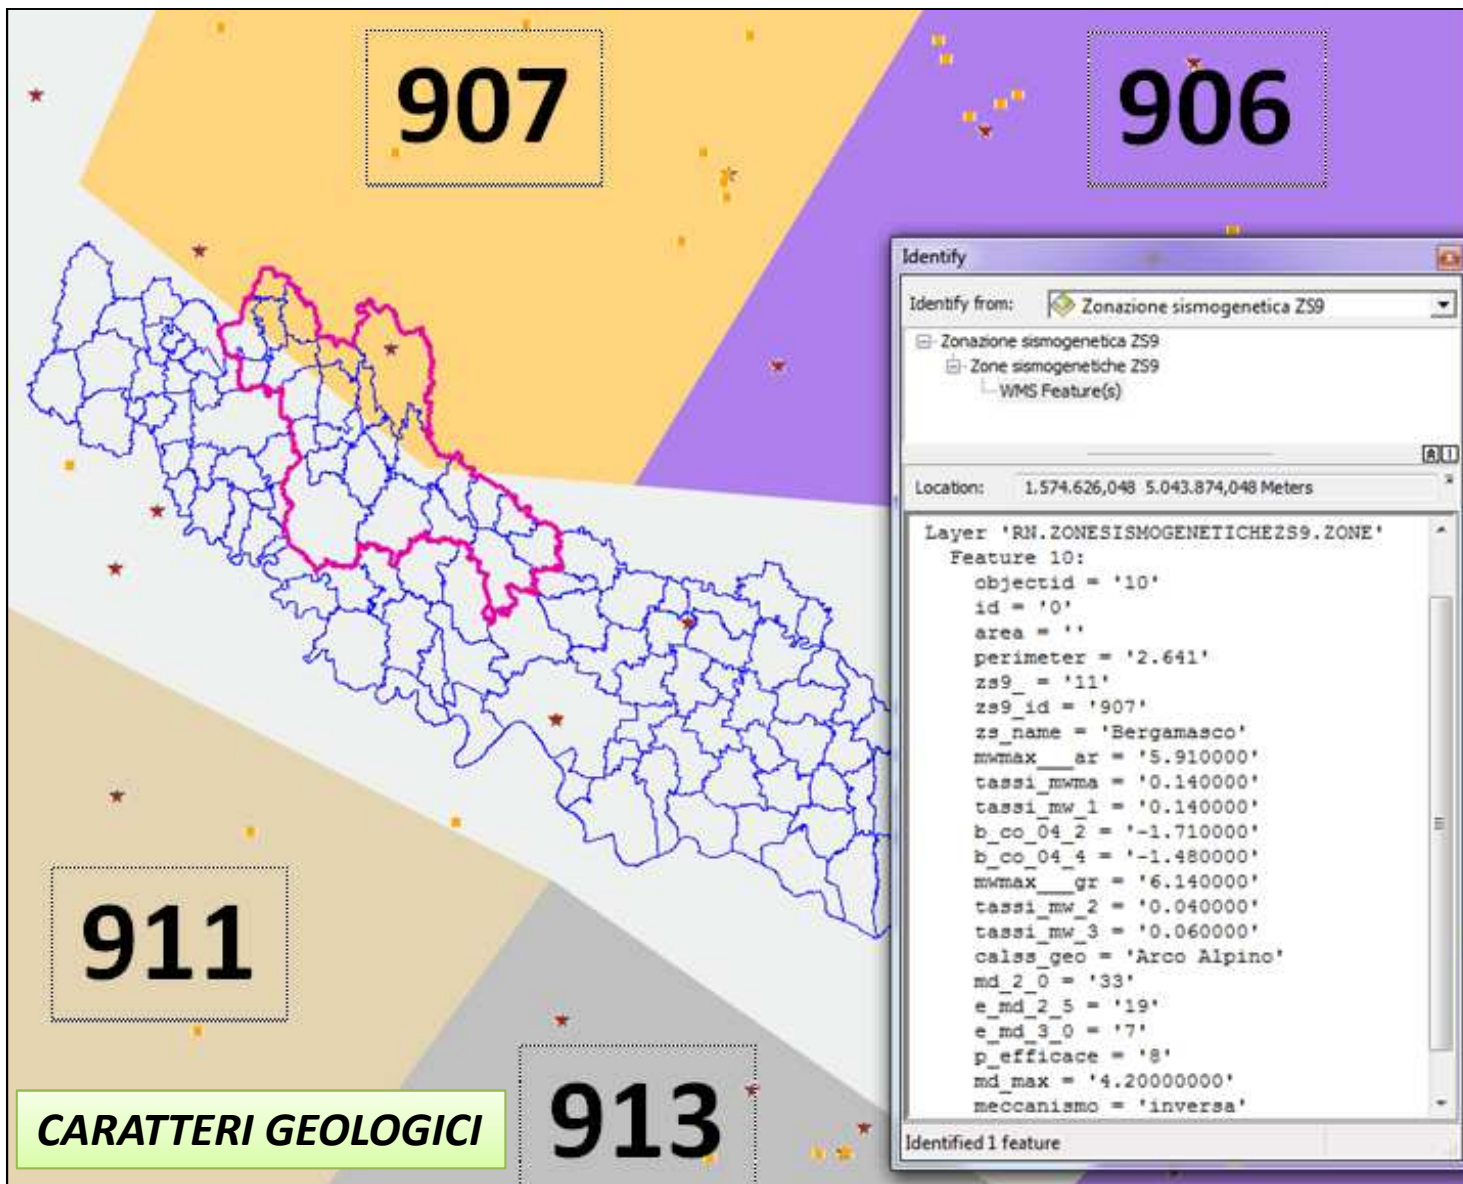 907
906
Identify
Identify from: Zonazione sismogenetica ZS9
Zonazione sismogenetica ZS9
Zone sismogenetiche ZS9
WMS Feature(s)
Location: 1.574.626,048 5.043.874,048 Meters
Layer 'RN.ZONESISMOGENETICHEZS9.ZONE'
Feature 10:
objectid = '10'
id = '0'
area = ''
perimeter = '2.641'
zs9_ = '11'
zs9_id = '907'
zs_name = 'Bergamasco'
mwmax___ar = '5.910000'
tassi_mwma = '0.140000'
tassi_mw_1 = '0.140000'
b_co_04_2 = '-1.710000'
b_co_04_4 = '-1.480000'
mwmax___gr = '6.140000'
tassi_mw_2 = '0.040000'
tassi_mw_3 = '0.060000'
calss_geo = 'Arco Alpino'
md_2_0 = '33'
e_md_2_5 = '19'
e_md_3_0 = '7'
p_efficace = '8'
md_max = '4.20000000'
meccanismo = 'inversa'
Identified 1 feature
911
913
CARATTERI GEOLOGICI